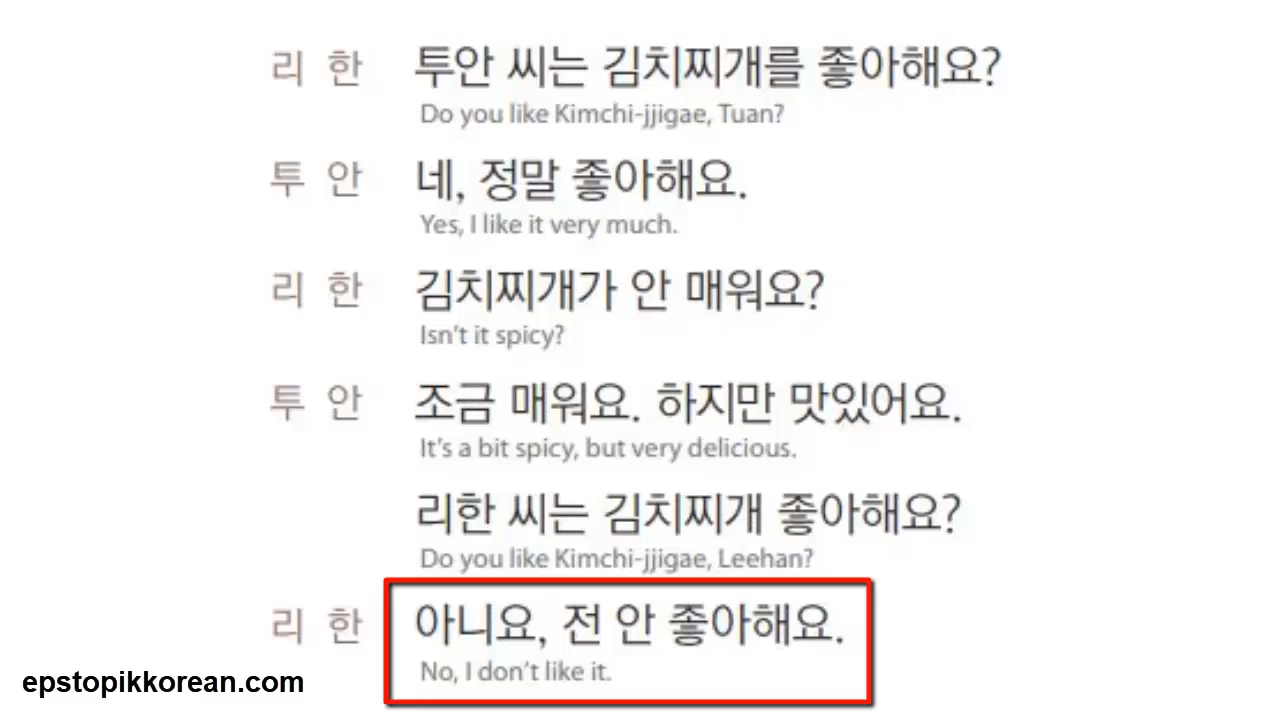 리 한 투안 씨는 김치찌개를 좋아해요?
Do you like Kimchi-jjigae, Tuan?
투 안 네, 정말 좋아해요.
Yes, I like it very much.
리 한 김치찌개가 안 매워요?
Isn't it spicy?
투 안 조금 매워요. 하지만 맛있어요.
It's a bit spicy, but very delicious.
리한 씨는 김치찌개 좋아해요?
Do you like Kimchi-jjigae, Leehan?
리 한 아니요, 전 안 좋아해요.
No, I don't like it.
epstopikkorean.com